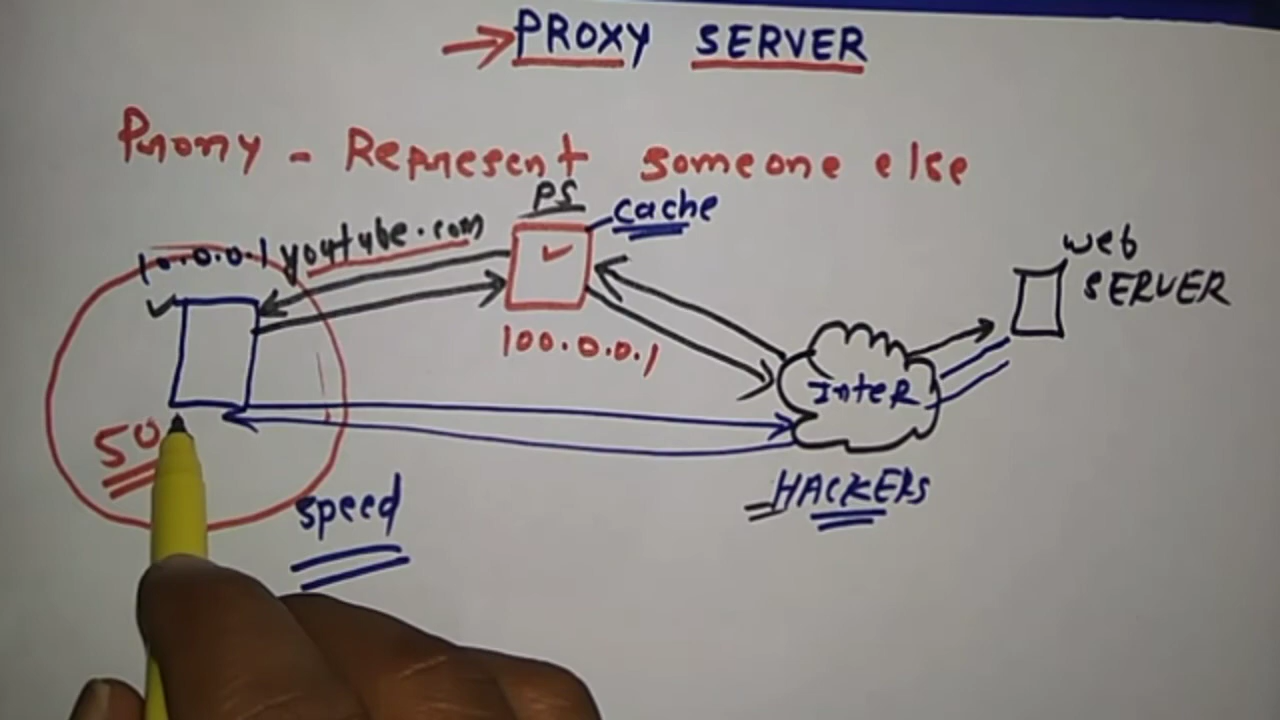 PROXY SERVER
Proxy - Represent someone else
PS
cache
10.0.0.1
youtube.com
web
SERVER
100.0.0.1
InteR
50
HACKERS
speed